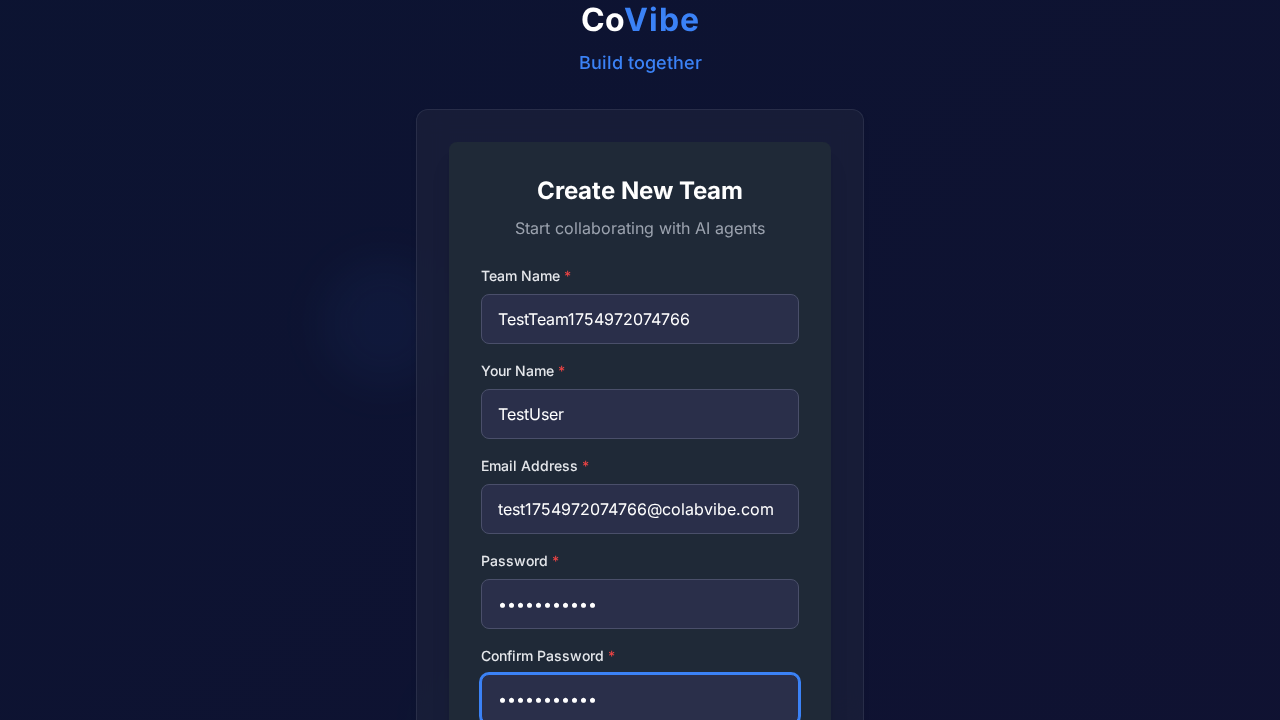 CoVibe
Build together
Create New Team
Start collaborating with AI agents
Team Name *
TestTeam1754972074766
Your Name *
TestUser
Email Address *
test1754972074766@colabvibe.com
Password *
•••••••••••
Confirm Password *
•••••••••••